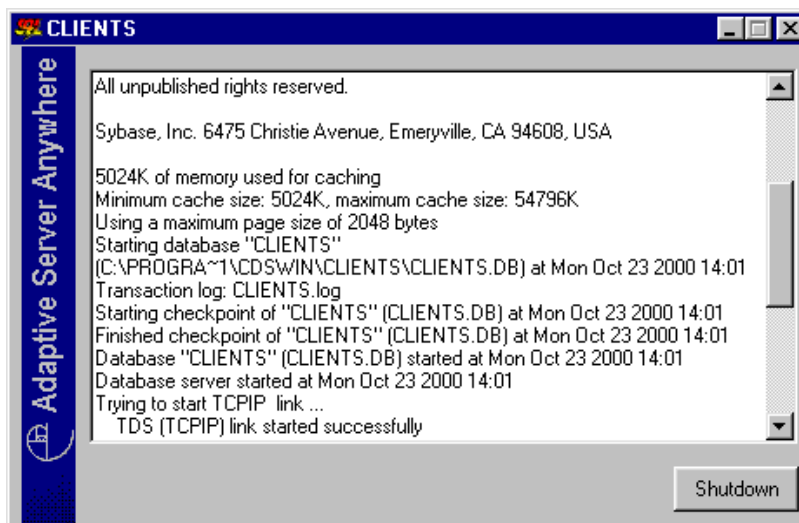 CLIENTS
Adaptive Server Anywhere
All unpublished rights reserved.
Sybase, Inc. 6475 Christie Avenue, Emeryville, CA 94608, USA
5024K of memory used for caching
Minimum cache size: 5024K, maximum cache size: 54796K
Using a maximum page size of 2048 bytes
Starting database "CLIENTS"
(C:\PROGRA~1\CDSWIN\CLIENTS\CLIENTS.DB) at Mon Oct 23 2000 14:01
Transaction log: CLIENTS.log
Starting checkpoint of "CLIENTS" (CLIENTS.DB) at Mon Oct 23 2000 14:01
Finished checkpoint of "CLIENTS" (CLIENTS.DB) at Mon Oct 23 2000 14:01
Database "CLIENTS" (CLIENTS.DB) started at Mon Oct 23 2000 14:01
Database server started at Mon Oct 23 2000 14:01
Trying to start TCPIP  link ...
    TDS (TCPIP) link started successfully
Shutdown